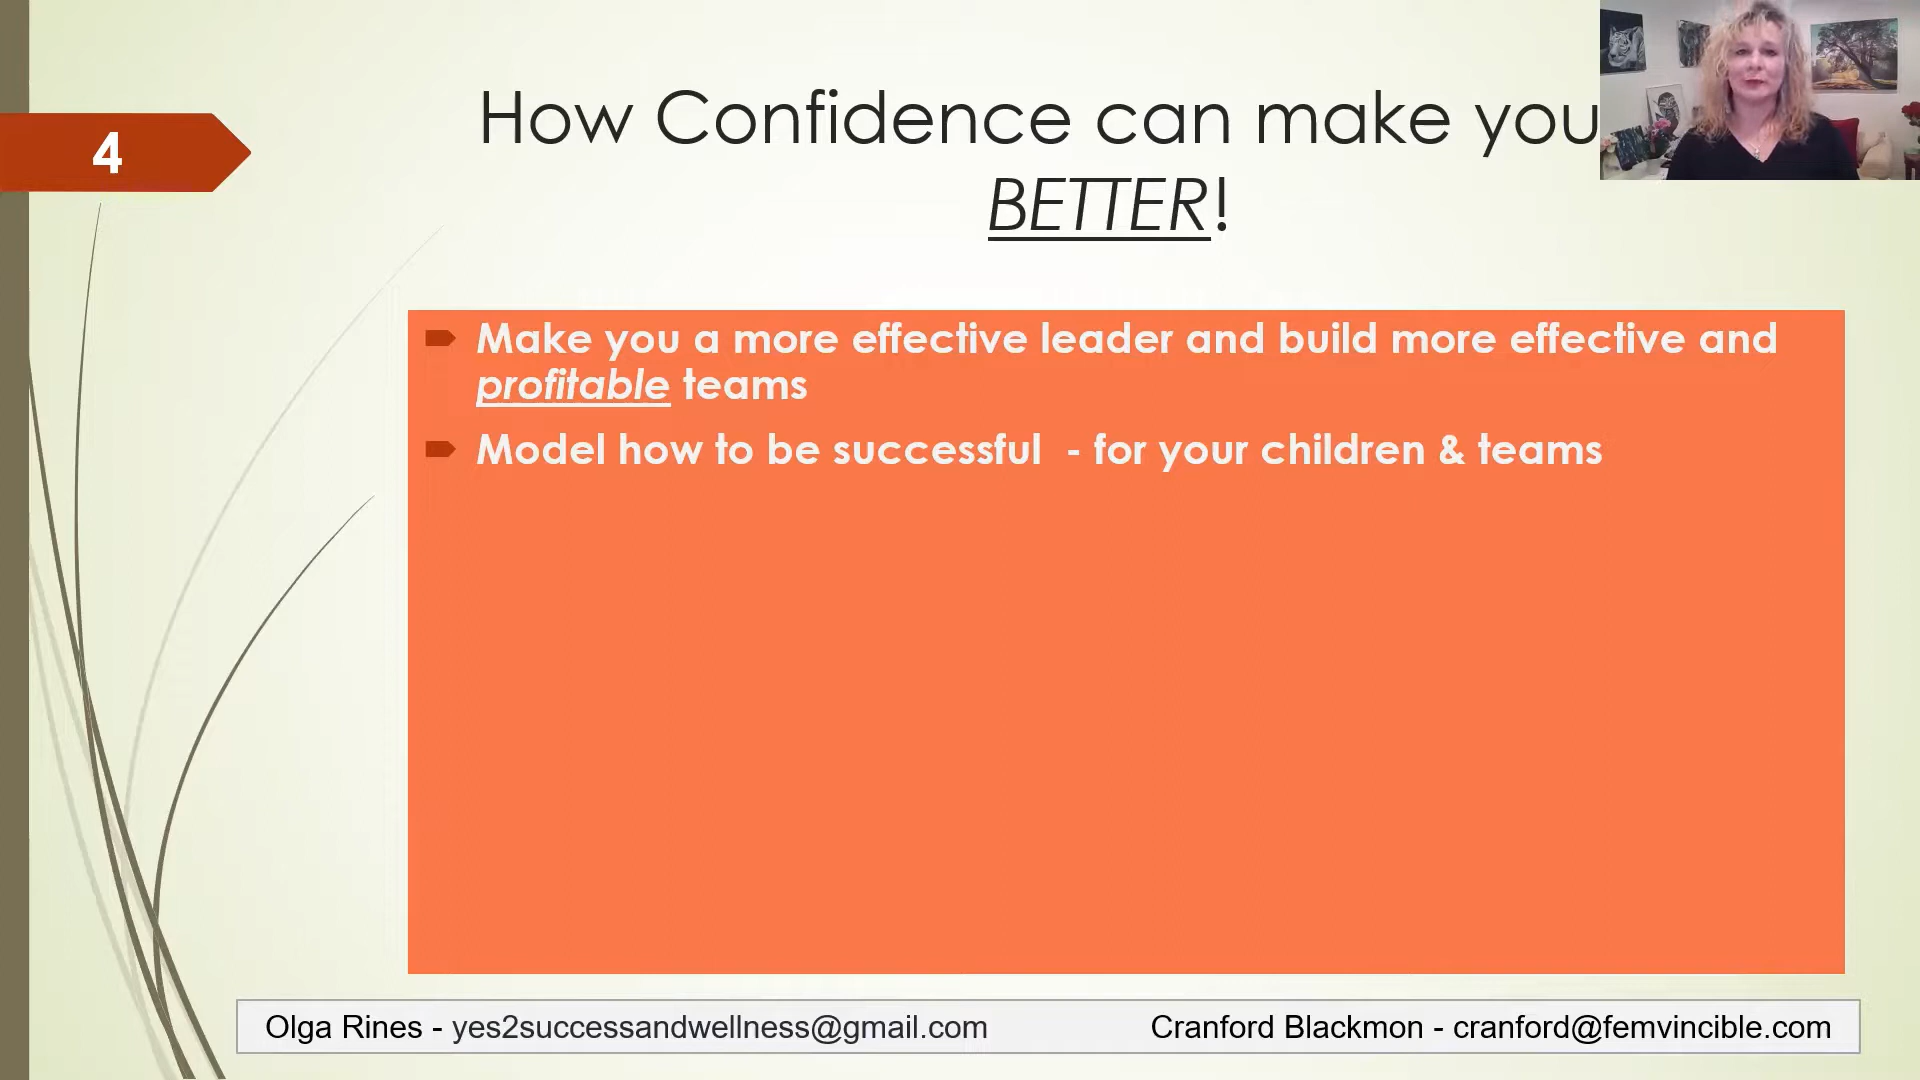 4
How Confidence can make you
BETTER!
Make you a more effective leader and build more effective and
profitable teams
Model how to be successful  - for your children & teams
Olga Rines - yes2successandwellness@gmail.com
Cranford Blackmon - cranford@femvincible.com